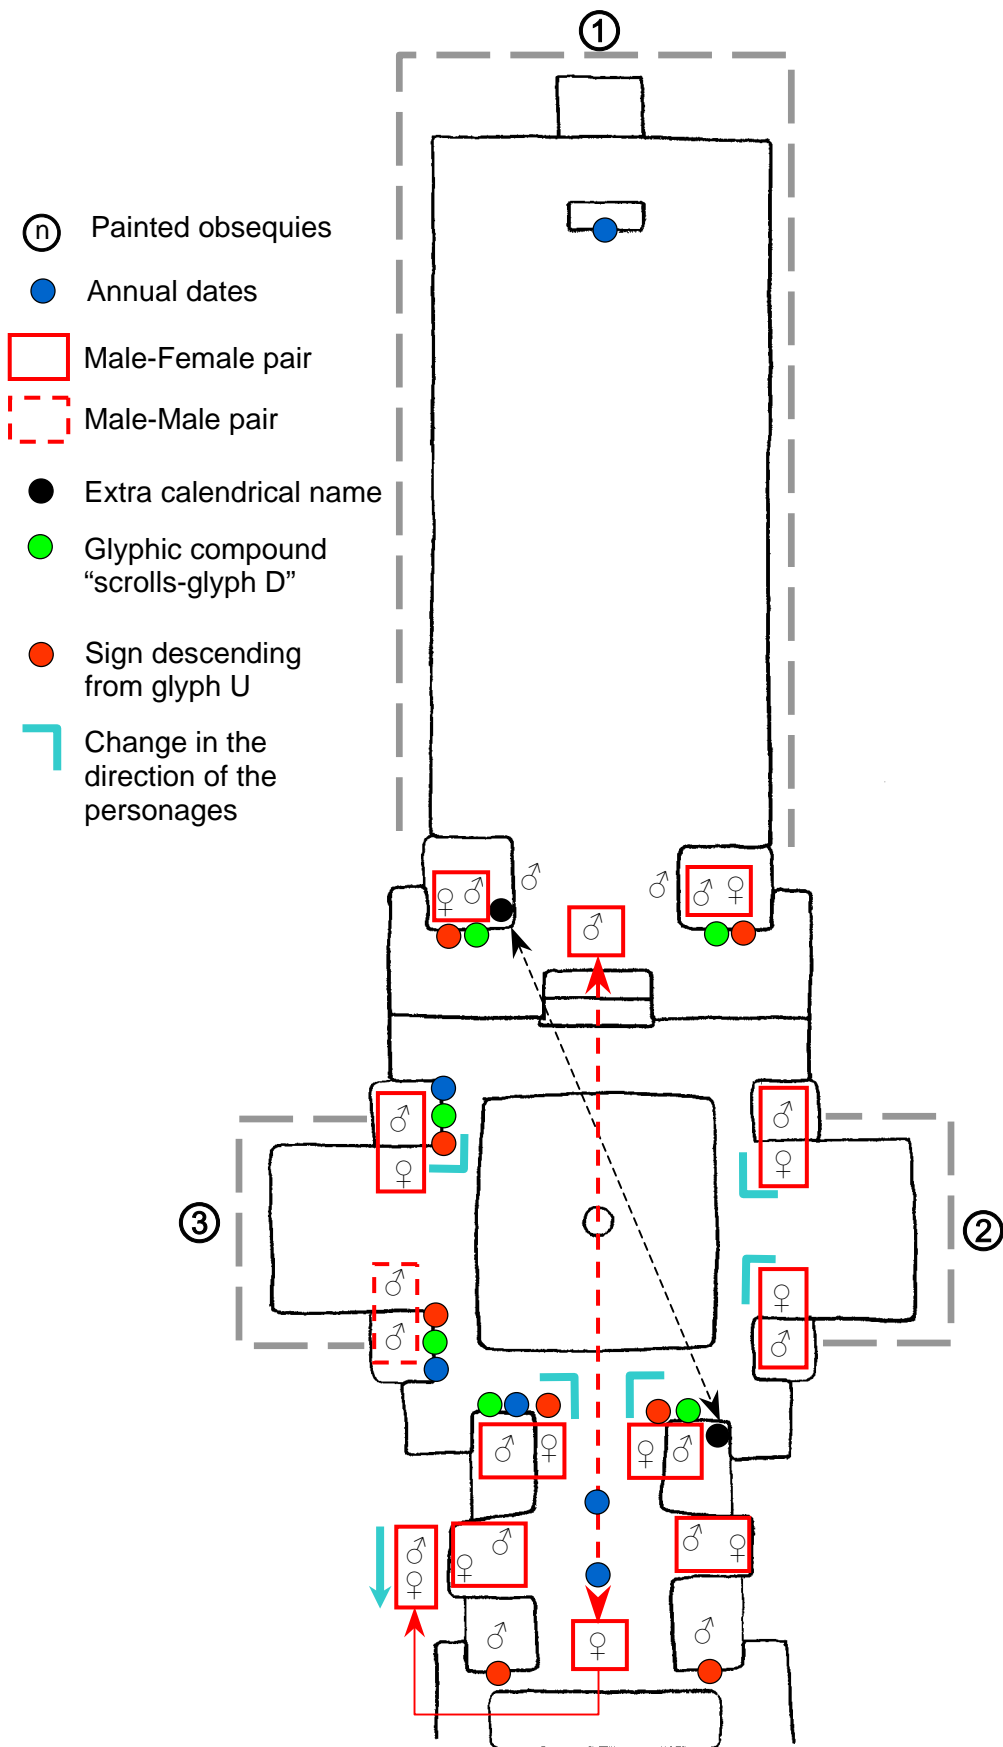 1
n Painted obsequies
Annual dates
Male-Female pair
Male-Male pair
Extra calendrical name
Glyphic compound
“scrolls-glyph D”
Sign descending
from glyph U
Change in the
direction of the
personages
♂
♀ ♂
♂
♂ ♀
♂
♂
♂
♀
♀
3
2
♂
♀
♂
♂
♂ ♀
♀ ♂
♂
♀
♀ ♂
♂ ♀
♂
♀
♂